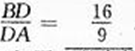 BD/DA = 16/9